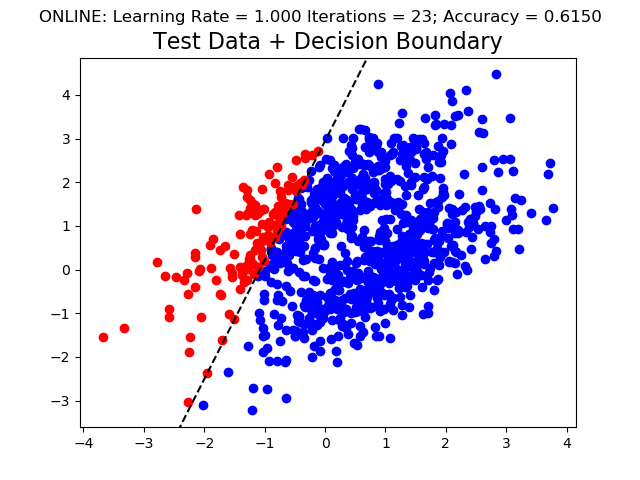 ONLINE: Learning Rate = 1.000 Iterations = 23; Accuracy = 0.6150
Test Data + Decision Boundary
4
3
2
1
0
−1
−2
−3
−4 −3 −2 −1 0 1 2 3 4